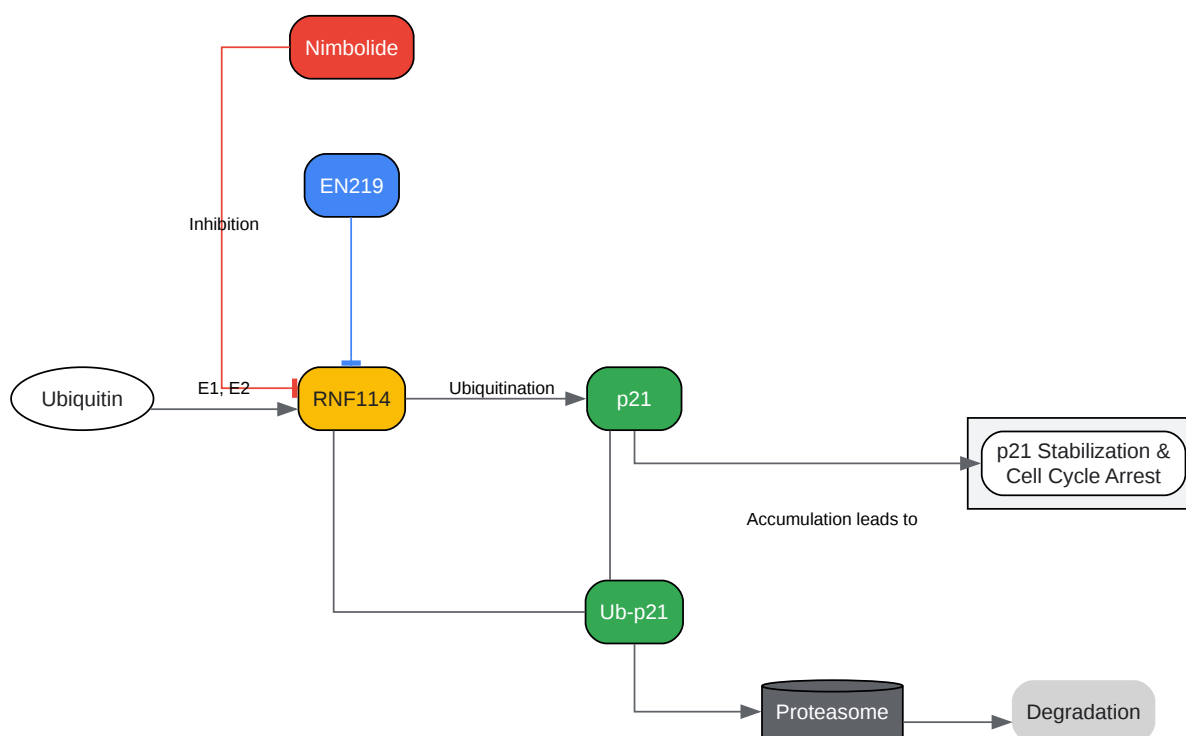 Nimbolide
EN219
Inhibition
Ubiquitin
E1, E2
RNF114
Ubiquitination
p21
p21 Stabilization &
Cell Cycle Arrest
Accumulation leads to
Ub-p21
Proteasome
Degradation